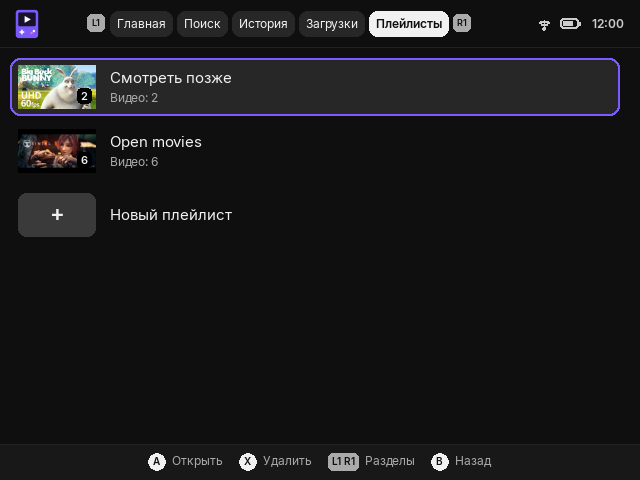 L1 Главная Поиск История Загрузки Плейлисты R1 12:00
Big Buck
BUNNY
UHD
60fps
2
Смотреть позже
Видео: 2
6
Open movies
Видео: 6
+ Новый плейлист
A Открыть X Удалить L1 R1 Разделы B Назад